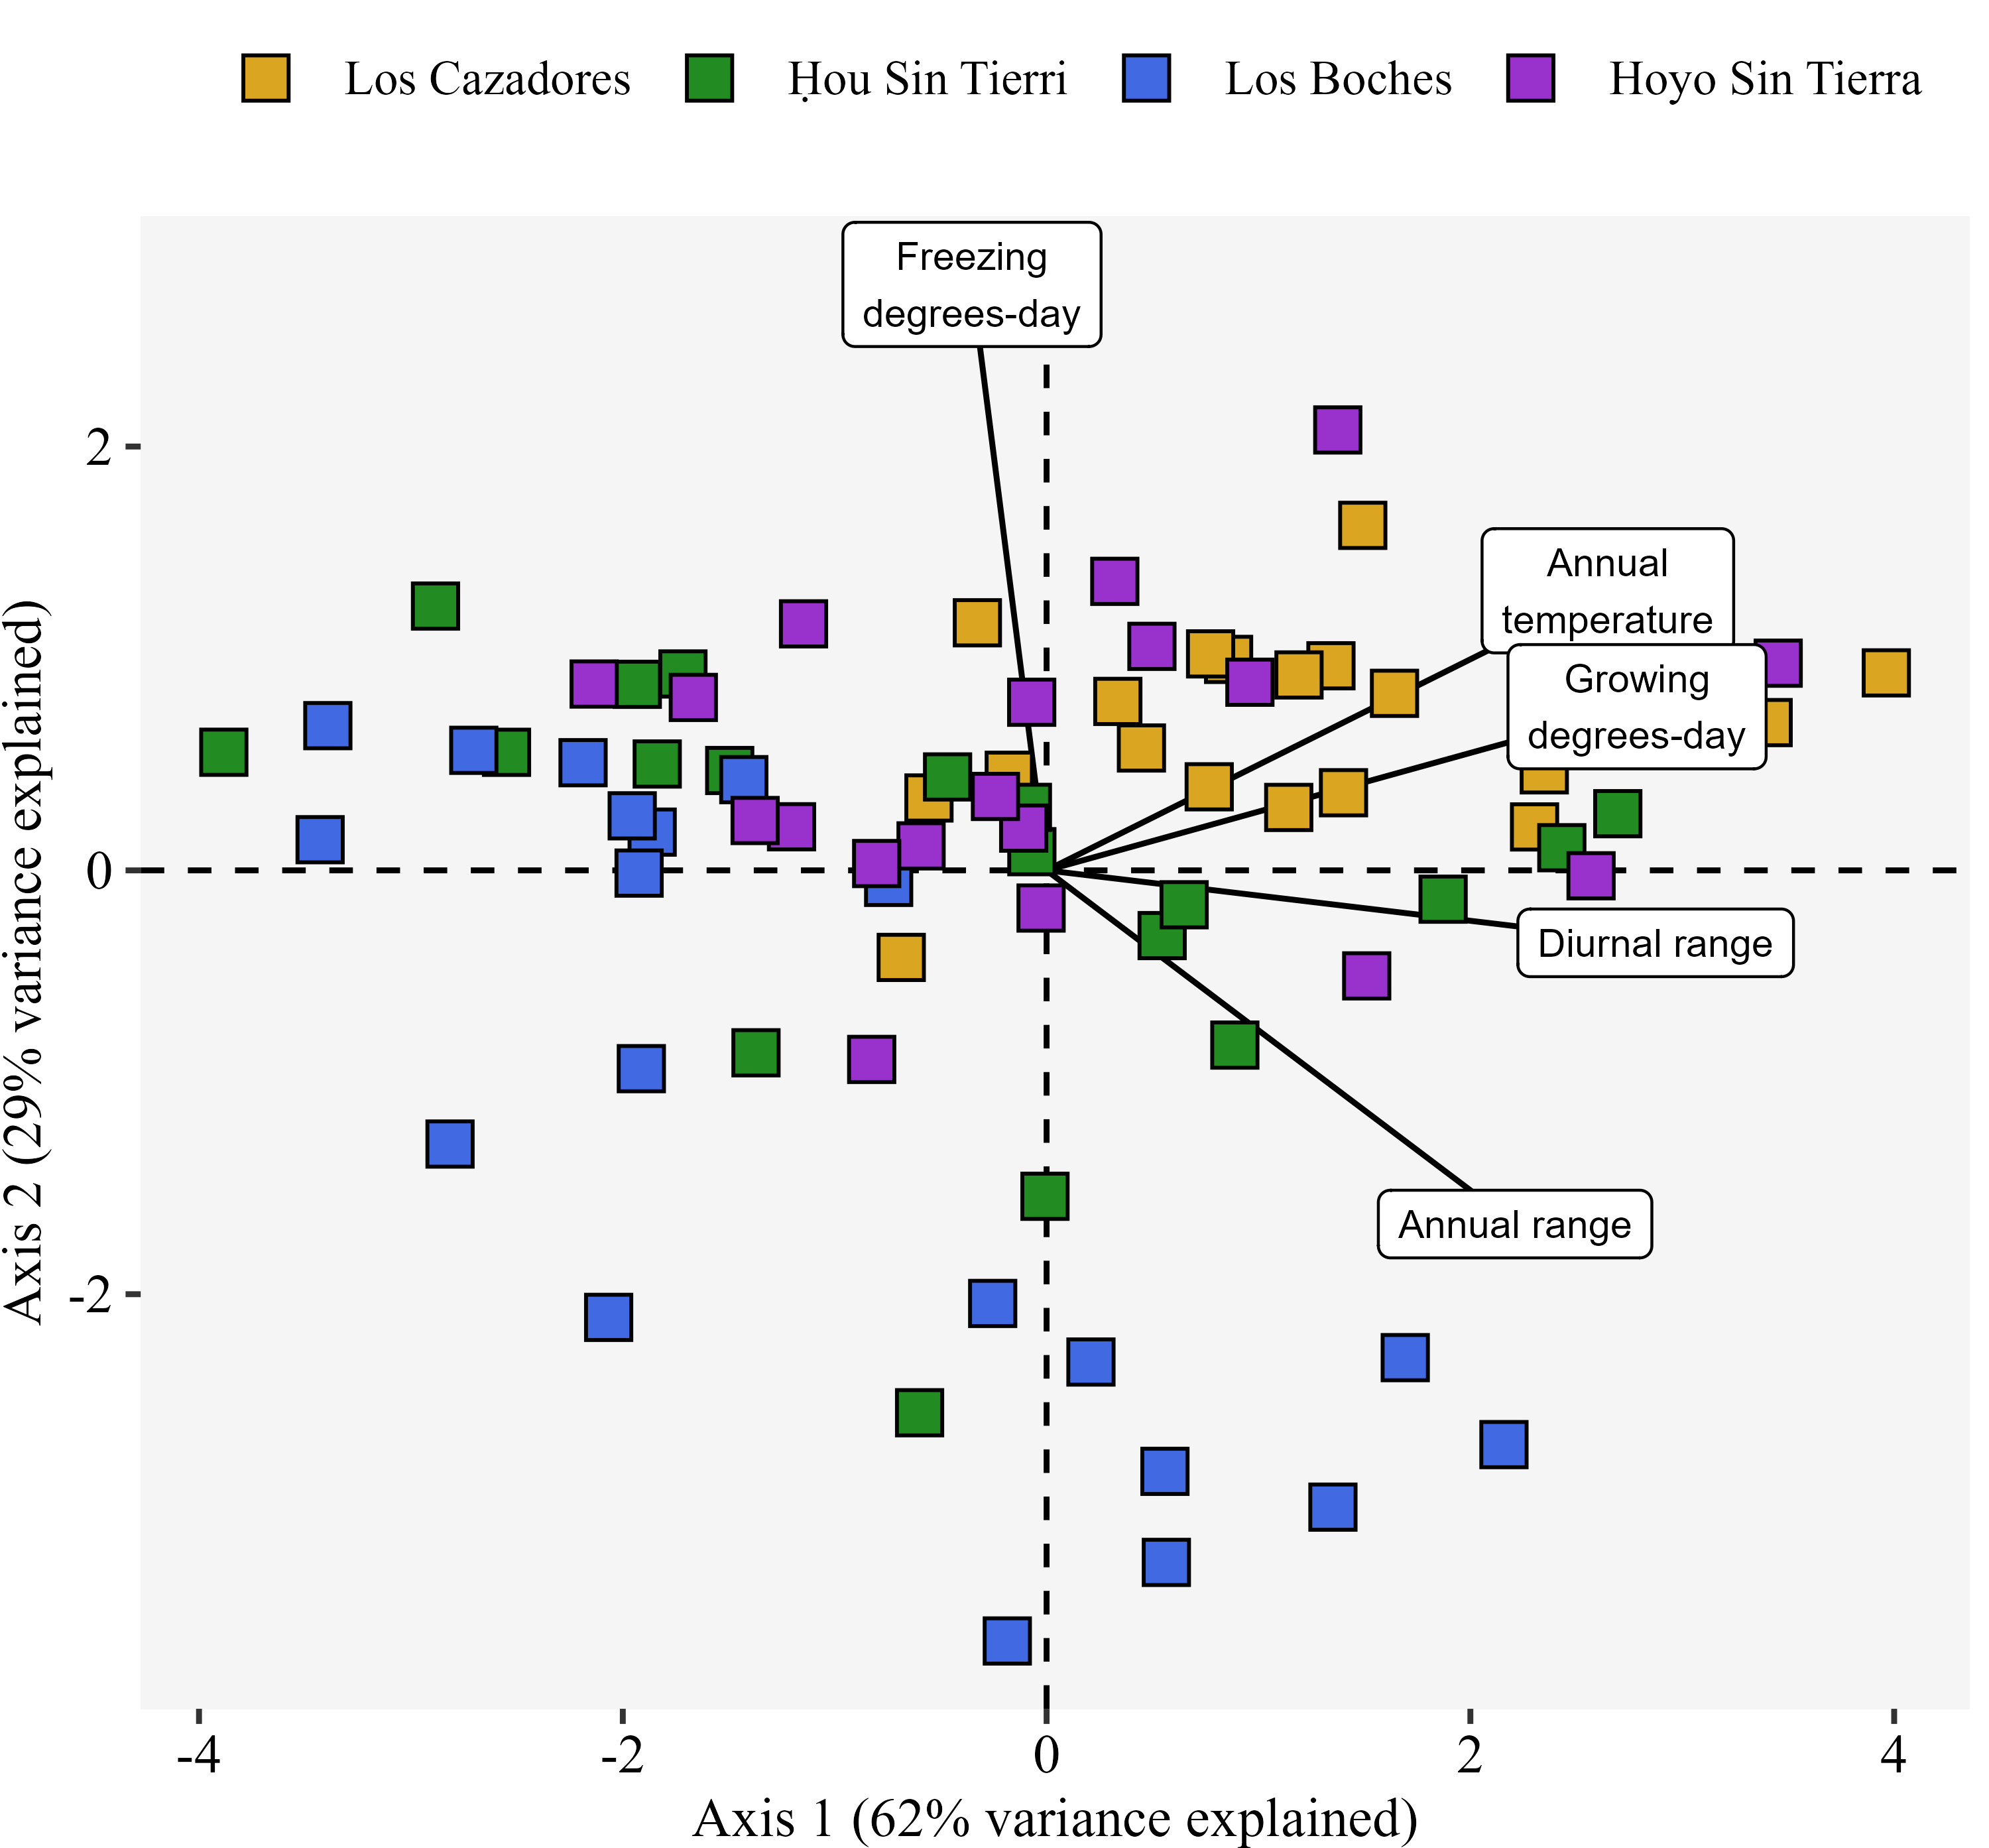 Los Cazadores Ḥou Sin Tierri Los Boches Hoyo Sin Tierra
Freezing
degrees-day
Annual
temperature
Growing
degrees-day
Diurnal range
Annual range
Axis 2 (29% variance explained)
2
0
-2
-4 -2 0 2 4
Axis 1 (62% variance explained)